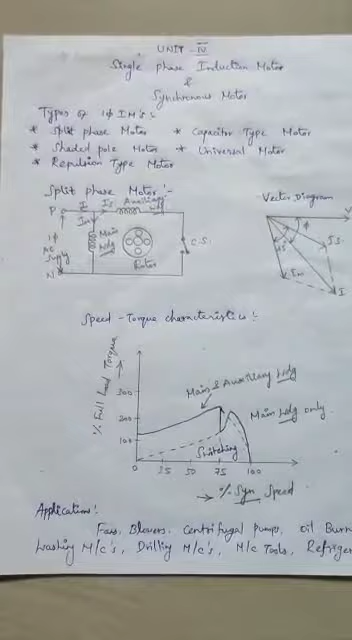 UNIT - IV
Single phase Induction Motor
&
Synchronous Motor
Types of 1ϕ IM's :-
* Split phase Motor * Capacitor Type Motor
* Shaded pole Motor * Universal Motor
* Repulsion Type Motor
Split phase Motor :-
Vector Diagram
P I Is Auxiliary wdg
V
Im
1ϕ AC Supply
Main wdg
C.S.
Rotor
N
ϕ
Is
Im
I
Speed - Torque characteristics :-
% Full Load Torque
300
200
100
Main & Auxiliary wdg
Main wdg only
Switching
0 25 50 75 100
→ % Syn Speed
Applications :-
Fans, Blowers, Centrifugal pumps, Oil Burn
Washing M/c's, Drilling M/c's, M/c Tools, Refriger